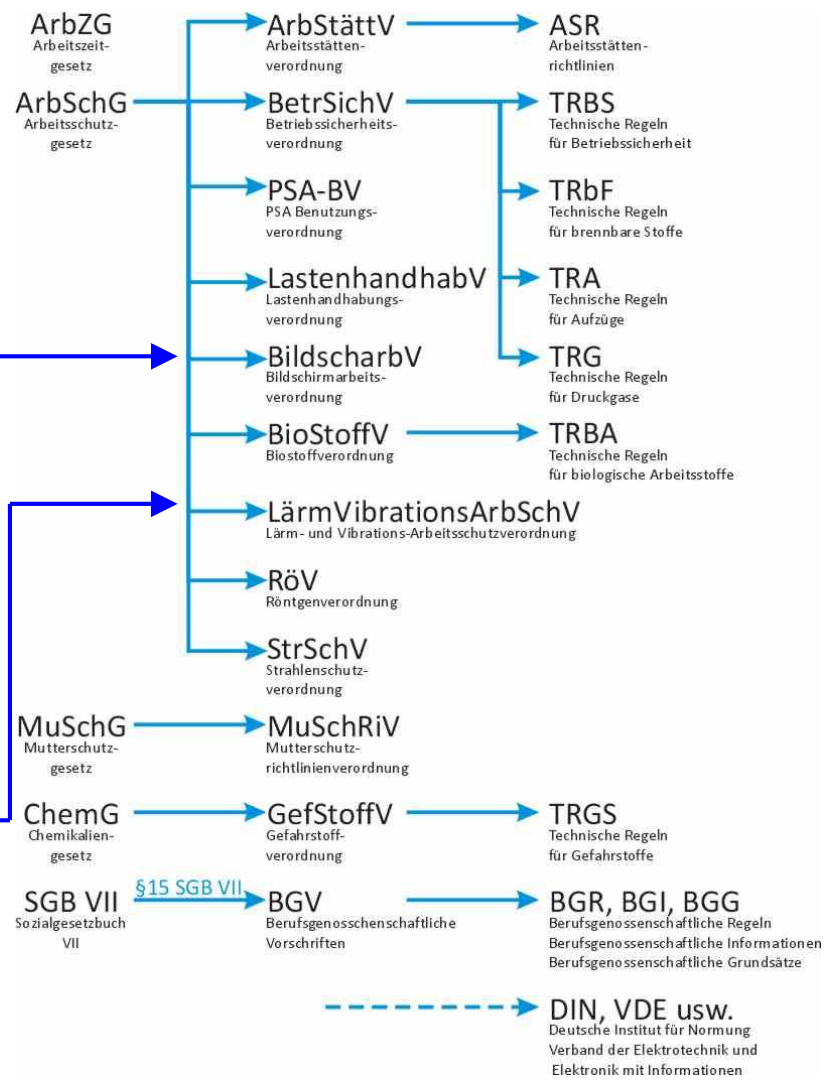 ArbZG
Arbeitszeit-
gesetz
ArbStättV
Arbeitsstätten-
verordnung
ASR
Arbeitsstätten-
richtlinien
ArbSchG
Arbeitsschutz-
gesetz
BetrSichV
Betriebssicherheits-
verordnung
TRBS
Technische Regeln
für Betriebssicherheit
PSA-BV
PSA Benutzungs-
verordnung
TRbF
Technische Regeln
für brennbare Stoffe
LastenhandhabV
Lastenhandhabungs-
verordnung
TRA
Technische Regeln
für Aufzüge
BildscharbV
Bildschirmarbeits-
verordnung
TRG
Technische Regeln
für Druckgase
BioStoffV
Biostoffverordnung
TRBA
Technische Regeln
für biologische Arbeitsstoffe
LärmVibrationsArbSchV
Lärm- und Vibrations-Arbeitsschutzverordnung
RöV
Röntgenverordnung
StrSchV
Strahlenschutz-
verordnung
MuSchG
Mutterschutz-
gesetz
MuSchRiV
Mutterschutz-
richtlinienverordnung
ChemG
Chemikalien-
gesetz
GefStoffV
Gefahrstoff-
verordnung
TRGS
Technische Regeln
für Gefahrstoffe
SGB VII
Sozialgesetzbuch
VII
§15 SGB VII
BGV
Berufsgenosschenschaftliche
Vorschriften
BGR, BGI, BGG
Berufsgenossenschaftliche Regeln
Berufsgenossenschaftliche Informationen
Berufsgenossenschaftliche Grundsätze
DIN, VDE usw.
Deutsche Institut für Normung
Verband der Elektrotechnik und
Elektronik mit Informationen